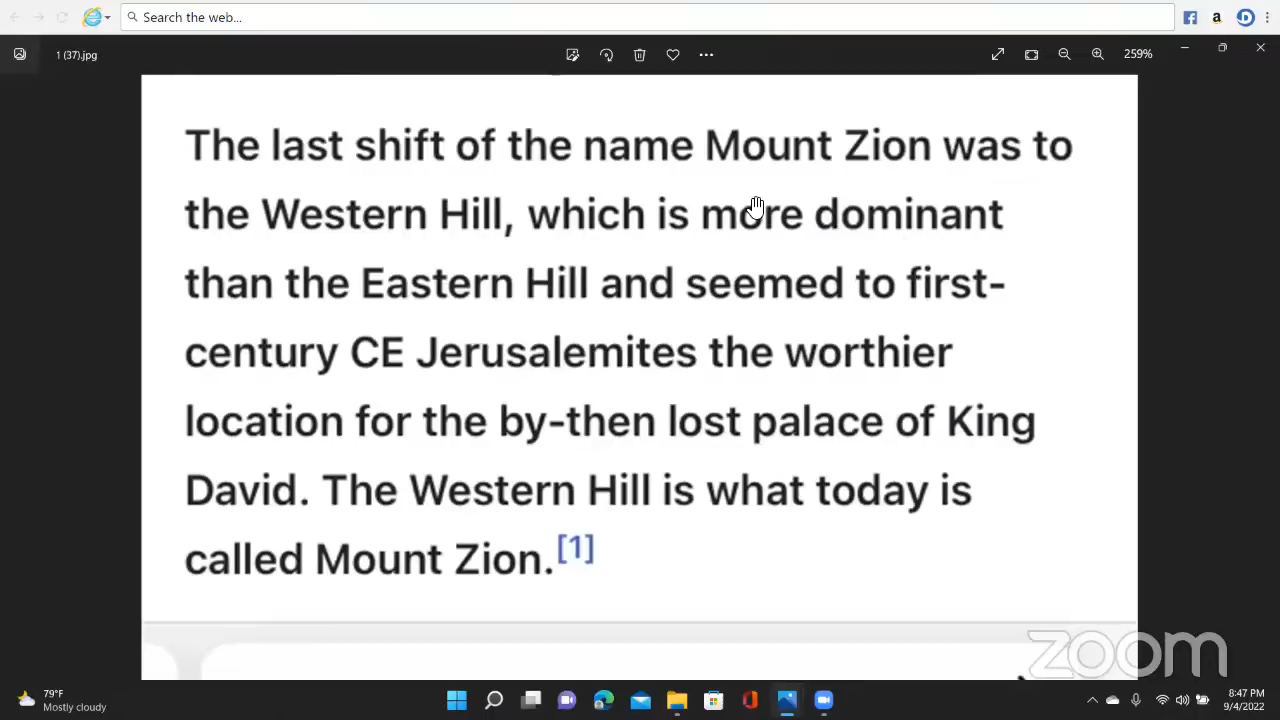 Search the web...
1 (37).jpg
259%
The last shift of the name Mount Zion was to
the Western Hill, which is more dominant
than the Eastern Hill and seemed to first-
century CE Jerusalemites the worthier
location for the by-then lost palace of King
David. The Western Hill is what today is
called Mount Zion.[1]
zoom
79°F
Mostly cloudy
8:47 PM
9/4/2022